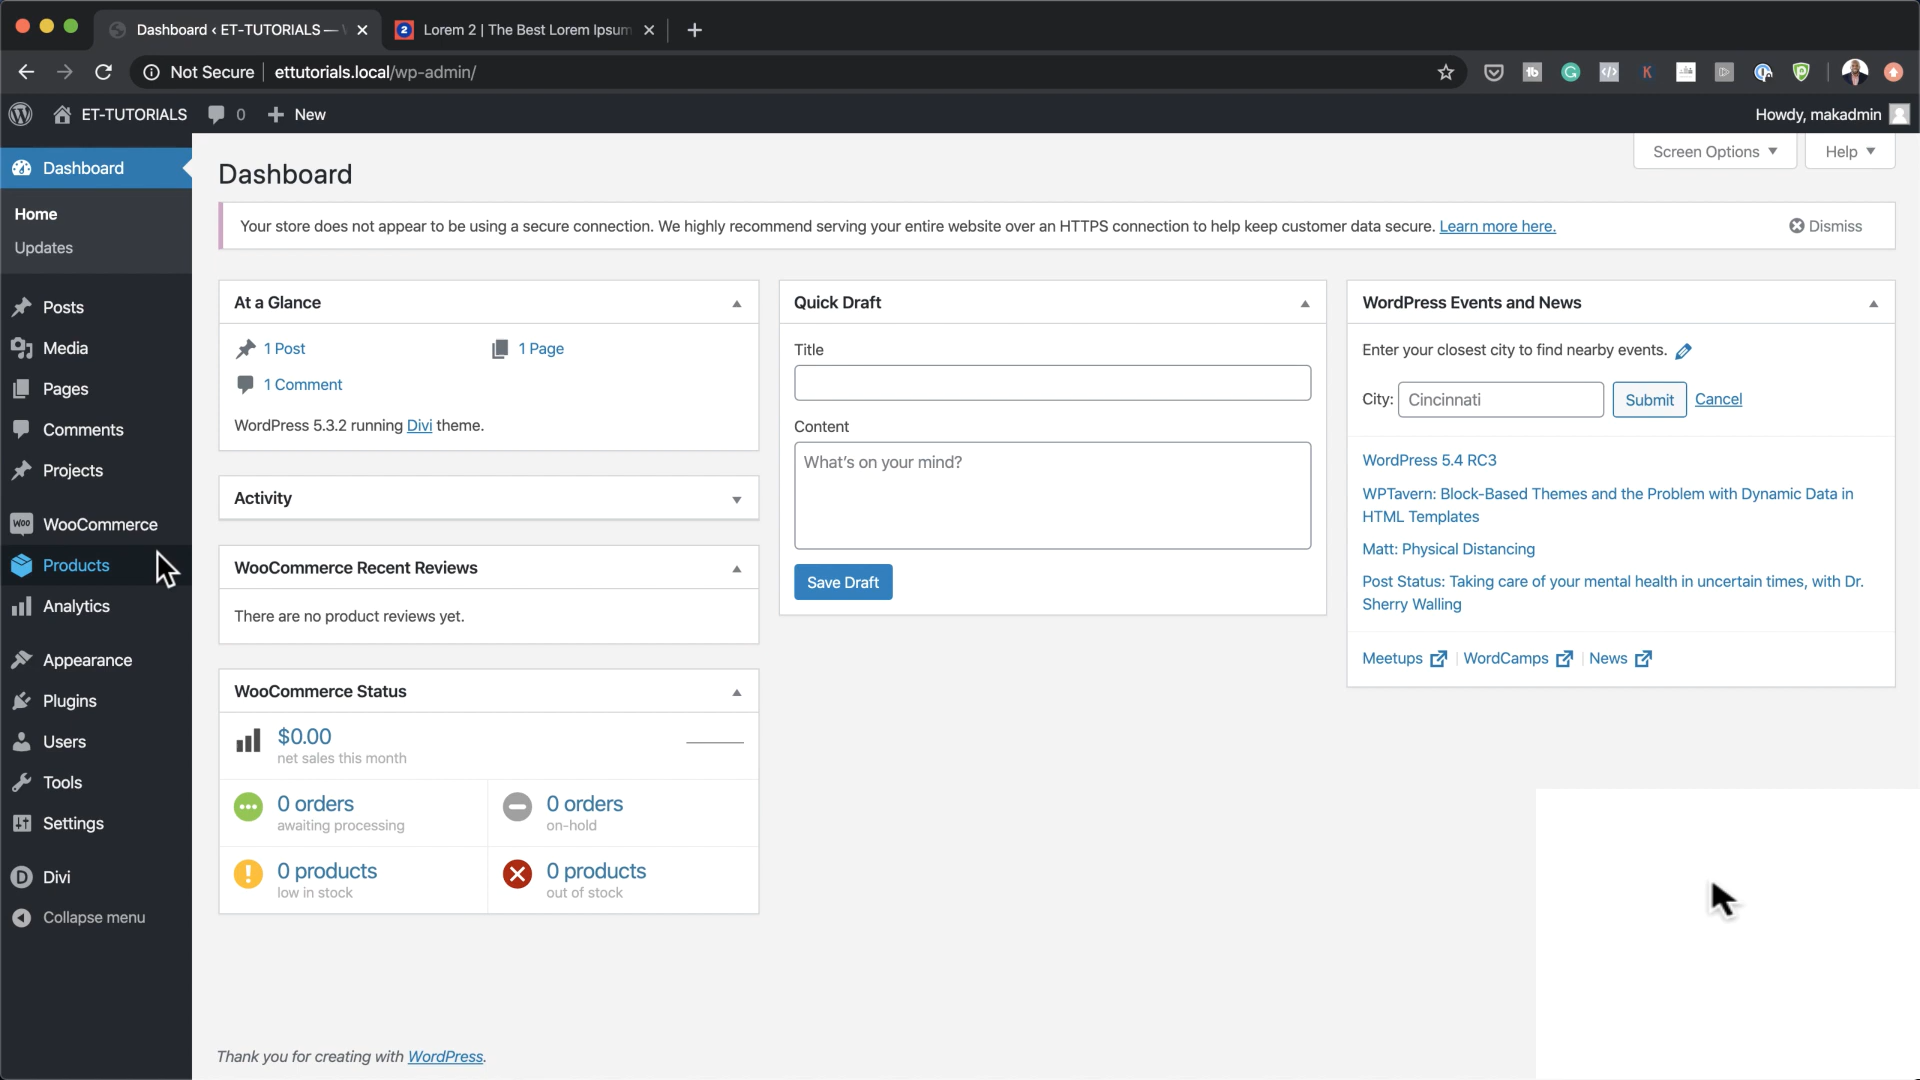 Dashboard ‹ ET-TUTORIALS —
Lorem 2 | The Best Lorem Ipsum
Not Secure | ettutorials.local/wp-admin/
ET-TUTORIALS 0 + New
Howdy, makadmin
Screen Options Help
Dashboard
Home
Updates
Posts
Media
Pages
Comments
Projects
WooCommerce
Products
Analytics
Appearance
Plugins
Users
Tools
Settings
Divi
Collapse menu
Dashboard
Your store does not appear to be using a secure connection. We highly recommend serving your entire website over an HTTPS connection to help keep customer data secure. Learn more here.
Dismiss
At a Glance
1 Post
1 Page
1 Comment
WordPress 5.3.2 running Divi theme.
Activity
WooCommerce Recent Reviews
There are no product reviews yet.
WooCommerce Status
$0.00
net sales this month
0 orders
awaiting processing
0 orders
on-hold
0 products
low in stock
0 products
out of stock
Quick Draft
Title
Content
What's on your mind?
Save Draft
WordPress Events and News
Enter your closest city to find nearby events.
City: Cincinnati Submit Cancel
WordPress 5.4 RC3
WPTavern: Block-Based Themes and the Problem with Dynamic Data in
HTML Templates
Matt: Physical Distancing
Post Status: Taking care of your mental health in uncertain times, with Dr.
Sherry Walling
Meetups | WordCamps | News
Thank you for creating with WordPress.